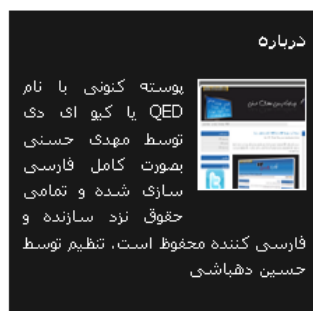 درباره
پوسته کنونی با نام
QED یا کیو ای دی
توسط مهدی حسنی
بصورت کامل فارسی
سازی شده و تمامی
حقوق نزد سازنده و
فارسی کننده محفوظ است. تنظیم توسط
حسین دهباشی